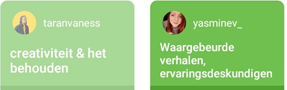 taranvaness
creativiteit & het
behouden
yasminev_
Waargebeurde
verhalen,
ervaringsdeskundigen